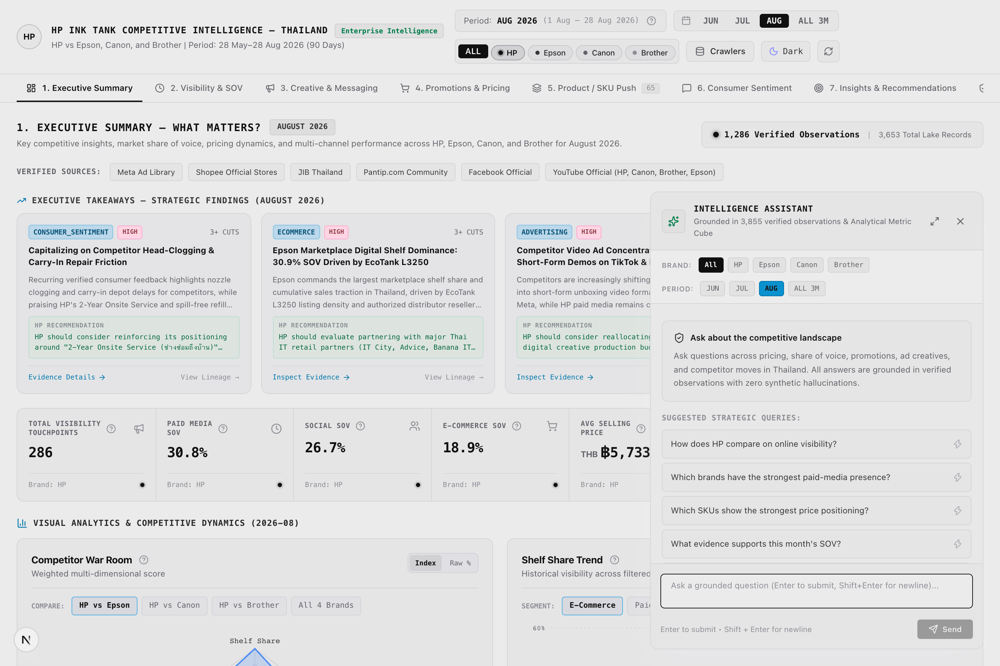 HP
HP INK TANK COMPETITIVE INTELLIGENCE — THAILAND
Enterprise Intelligence
HP vs Epson, Canon, and Brother | Period: 28 May–28 Aug 2026 (90 Days)
Period: AUG 2026 (1 Aug — 28 Aug 2026)
JUN JUL AUG ALL 3M
ALL HP Epson Canon Brother
Crawlers
Dark
1. Executive Summary
2. Visibility & SOV
3. Creative & Messaging
4. Promotions & Pricing
5. Product / SKU Push 65
6. Consumer Sentiment
7. Insights & Recommendations
1. EXECUTIVE SUMMARY — WHAT MATTERS?
AUGUST 2026
Key competitive insights, market share of voice, pricing dynamics, and multi-channel performance across HP, Epson, Canon, and Brother for August 2026.
1,286 Verified Observations | 3,653 Total Lake Records
VERIFIED SOURCES:
Meta Ad Library
Shopee Official Stores
JIB Thailand
Pantip.com Community
Facebook Official
YouTube Official (HP, Canon, Brother, Epson)
EXECUTIVE TAKEAWAYS — STRATEGIC FINDINGS (AUGUST 2026)
CONSUMER_SENTIMENT HIGH 3+ CUTS
Capitalizing on Competitor Head-Clogging &
Carry-In Repair Friction
Recurring verified consumer feedback highlights nozzle
clogging and carry-in depot delays for competitors, while
praising HP's 2-Year Onsite Service and spill-free refill...
HP RECOMMENDATION
HP should consider reinforcing its positioning
around "2-Year Onsite Service (ช่างซ่อมถึงบ้าน)"…
Evidence Details →
View Lineage →
ECOMMERCE HIGH 3+ CUTS
Epson Marketplace Digital Shelf Dominance:
30.9% SOV Driven by EcoTank L3250
Epson commands the largest marketplace shelf share and
cumulative sales traction in Thailand, driven by EcoTank
L3250 listing density and authorized distributor reseller...
HP RECOMMENDATION
HP should evaluate partnering with major Thai
IT retail partners (IT City, Advice, Banana IT…
Inspect Evidence →
View Lineage →
ADVERTISING HIGH
Competitor Video Ad
Short-Form Demos on TikTok &
Competitors are increasingly shifting
into short-form unboxing video
Meta, while HP paid media remains
HP RECOMMENDATION
HP should consider reallocating
digital creative production
Inspect Evidence →
TOTAL VISIBILITY
TOUCHPOINTS
286
Brand: HP
PAID MEDIA
SOV
30.8%
Brand: HP
SOCIAL SOV
26.7%
Brand: HP
E-COMMERCE SOV
18.9%
Brand: HP
AVG SELLING
PRICE
THB ฿5,733
Brand: HP
VISUAL ANALYTICS & COMPETITIVE DYNAMICS (2026-08)
Competitor War Room
Weighted multi-dimensional score
Index Raw %
COMPARE:
HP vs Epson
HP vs Canon
HP vs Brother
All 4 Brands
Shelf Share
Shelf Share Trend
Historical visibility across filtered
SEGMENT:
E-Commerce
60%
N
INTELLIGENCE ASSISTANT
Grounded in 3,855 verified observations & Analytical Metric
Cube
BRAND: All HP Epson Canon Brother
PERIOD: JUN JUL AUG ALL 3M
Ask about the competitive landscape
Ask questions across pricing, share of voice, promotions, ad creatives,
and competitor moves in Thailand. All answers are grounded in verified
observations with zero synthetic hallucinations.
SUGGESTED STRATEGIC QUERIES:
How does HP compare on online visibility?
Which brands have the strongest paid-media presence?
Which SKUs show the strongest price positioning?
What evidence supports this month's SOV?
Ask a grounded question (Enter to submit, Shift+Enter for newline)...
Enter to submit • Shift + Enter for newline
Send